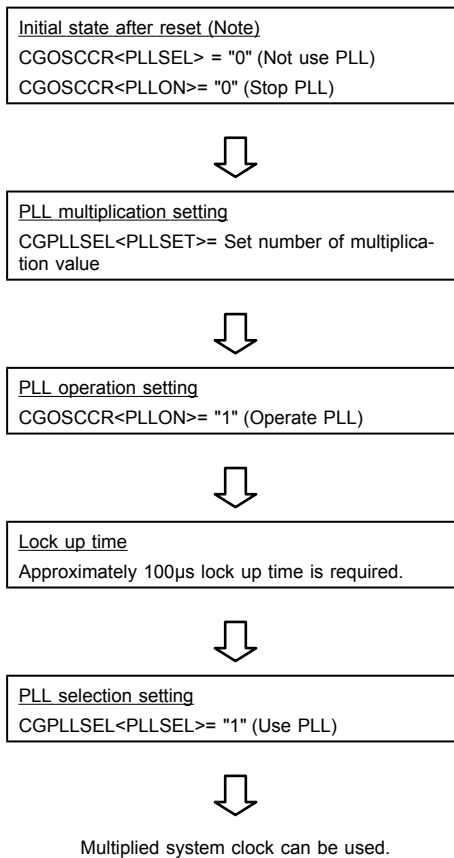 Initial state after reset (Note)
CGOSCCR<PLLSEL> = "0" (Not use PLL)
CGOSCCR<PLLON>= "0" (Stop PLL)
PLL multiplication setting
CGPLLSEL<PLLSET>= Set number of multiplica-
tion value
PLL operation setting
CGOSCCR<PLLON>= "1" (Operate PLL)
Lock up time
Approximately 100μs lock up time is required.
PLL selection setting
CGPLLSEL<PLLSEL>= "1" (Use PLL)
Multiplied system clock can be used.